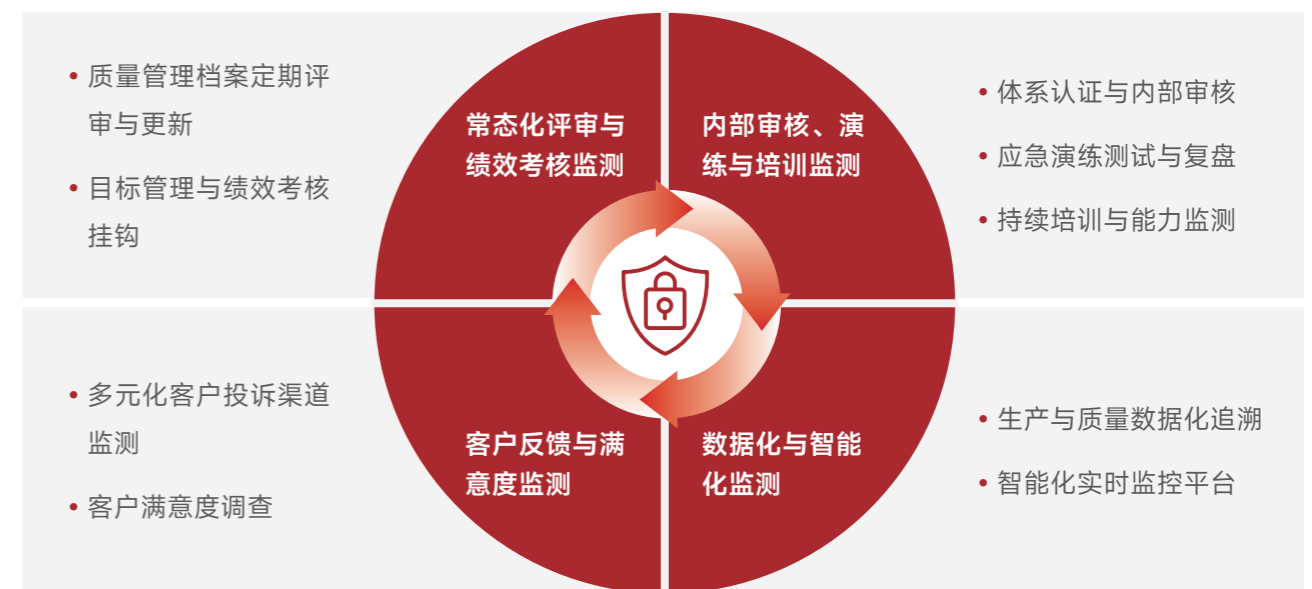 • 质量管理档案定期评
审与更新
• 目标管理与绩效考核
挂钩
常态化评审与
绩效考核监测
内部审核、演
练与培训监测
• 体系认证与内部审核
• 应急演练测试与复盘
• 持续培训与能力监测
• 多元化客户投诉渠道
监测
• 客户满意度调查
客户反馈与满
意度监测
数据化与智能
化监测
• 生产与质量数据化追溯
• 智能化实时监控平台